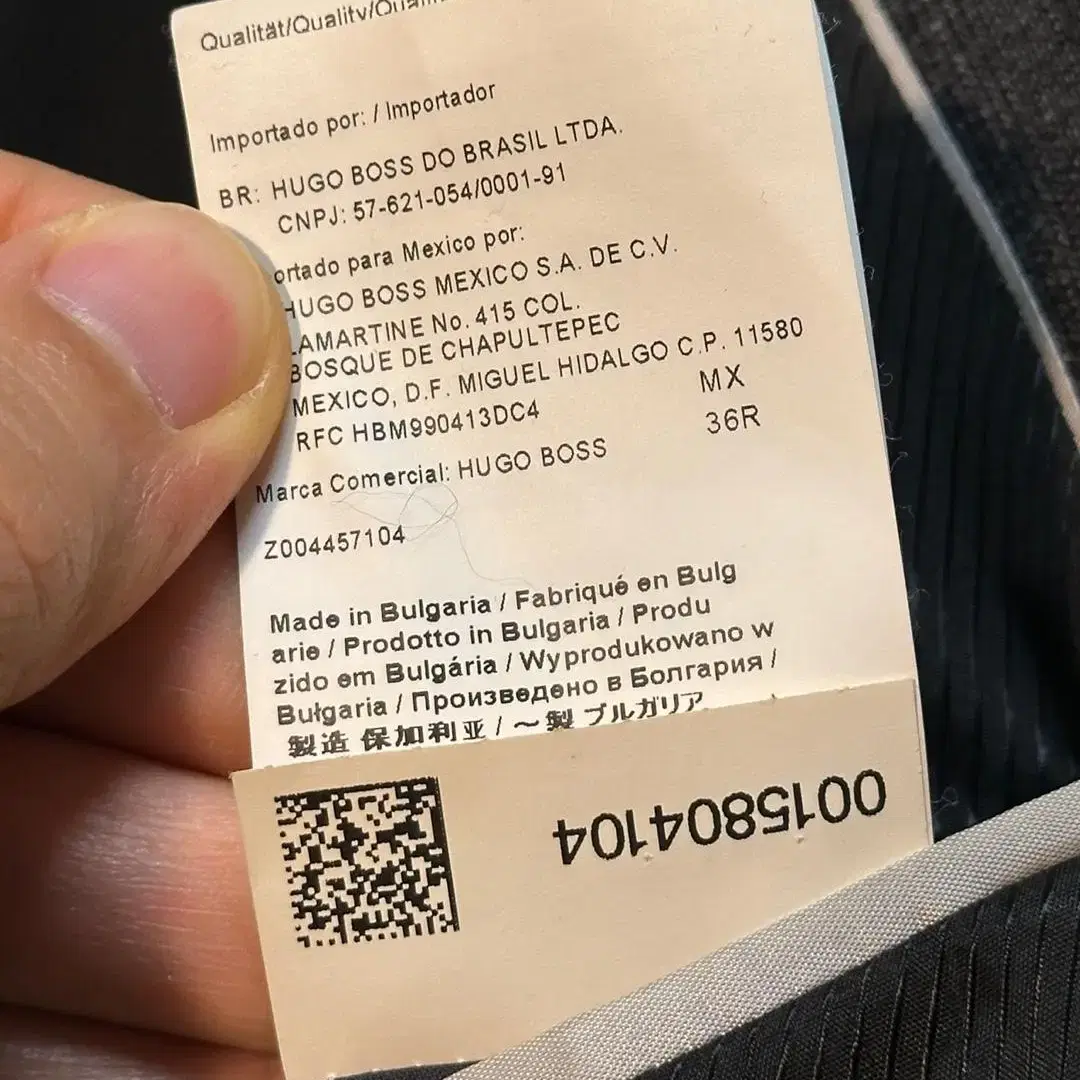 Qualität/Quality/
Importado por: / Importador
BR: HUGO BOSS DO BRASIL LTDA.
CNPJ: 57-621-054/0001-91
ortado para Mexico por:
HUGO BOSS MEXICO S.A. DE C.V.
LAMARTINE No. 415 COL.
BOSQUE DE CHAPULTEPEC
MEXICO, D.F. MIGUEL HIDALGO C.P. 11580
RFC HBM990413DC4
MX
36R
Marca Comercial: HUGO BOSS
Z004457104
Made in Bulgaria / Fabriqué en Bulg
arie / Prodotto in Bulgaria / Produ
zido em Bulgária / Wyprodukowano w
Bułgaria / Произведено в Болгария /
製造 保加利亚 / ～製 ブルガリア
0015804104